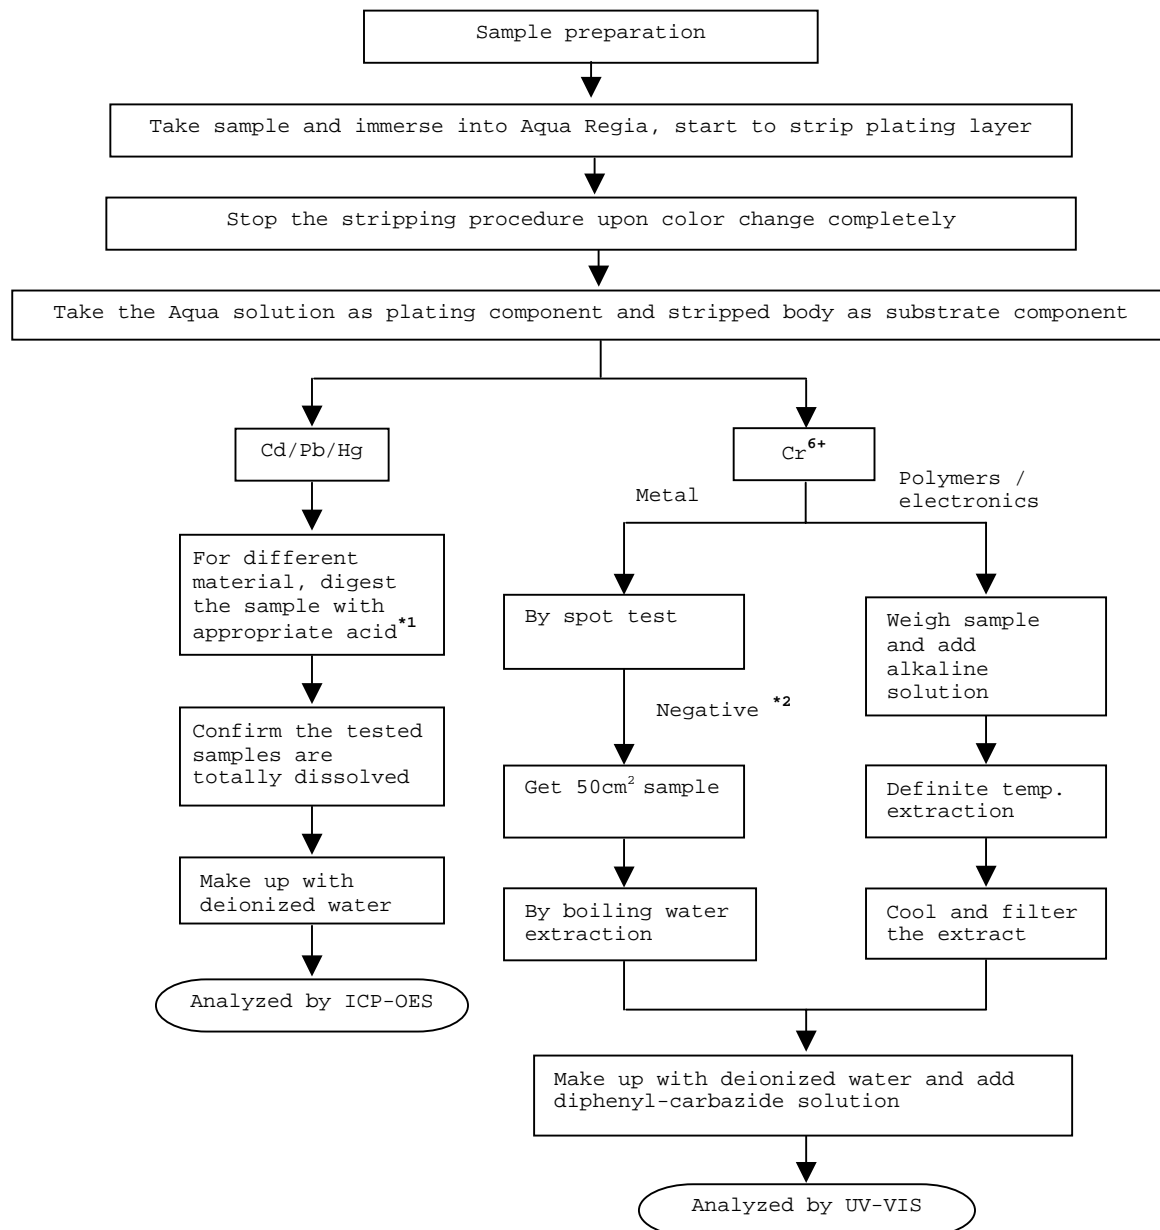 Sample preparation
Take sample and immerse into Aqua Regia, start to strip plating layer
Stop the stripping procedure upon color change completely
Take the Aqua solution as plating component and stripped body as substrate component
Cd/Pb/Hg
For different
material, digest
the sample with
appropriate acid*1
Confirm the tested
samples are
totally dissolved
Make up with
deionized water
Analyzed by ICP-OES
Cr6+
Metal
By spot test
Negative *2
Get 50cm² sample
By boiling water
extraction
Polymers /
electronics
Weigh sample
and add
alkaline
solution
Definite temp.
extraction
Cool and filter
the extract
Make up with deionized water and add
diphenyl-carbazide solution
Analyzed by UV-VIS